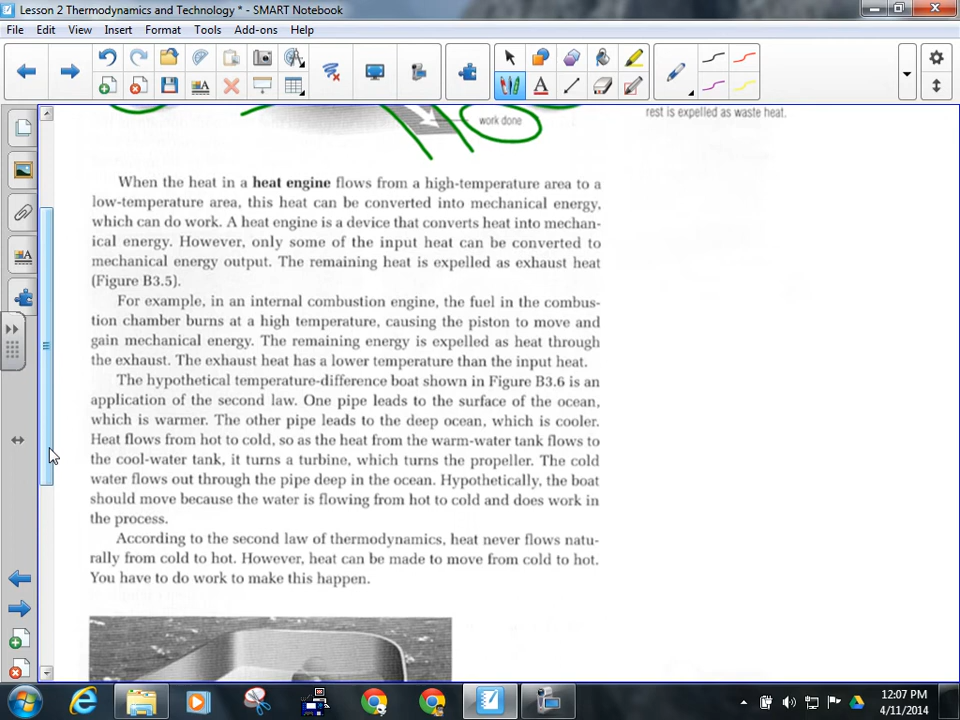 Lesson 2 Thermodynamics and Technology * - SMART Notebook
File Edit View Insert Format Tools Add-ons Help
work done
rest is expelled as waste heat.
When the heat in a heat engine flows from a high-temperature area to a
low-temperature area, this heat can be converted into mechanical energy,
which can do work. A heat engine is a device that converts heat into mechan-
ical energy. However, only some of the input heat can be converted to
mechanical energy output. The remaining heat is expelled as exhaust heat
(Figure B3.5).
For example, in an internal combustion engine, the fuel in the combus-
tion chamber burns at a high temperature, causing the piston to move and
gain mechanical energy. The remaining energy is expelled as heat through
the exhaust. The exhaust heat has a lower temperature than the input heat.
The hypothetical temperature-difference boat shown in Figure B3.6 is an
application of the second law. One pipe leads to the surface of the ocean,
which is warmer. The other pipe leads to the deep ocean, which is cooler.
Heat flows from hot to cold, so as the heat from the warm-water tank flows to
the cool-water tank, it turns a turbine, which turns the propeller. The cold
water flows out through the pipe deep in the ocean. Hypothetically, the boat
should move because the water is flowing from hot to cold and does work in
the process.
According to the second law of thermodynamics, heat never flows natu-
rally from cold to hot. However, heat can be made to move from cold to hot.
You have to do work to make this happen.
12:07 PM
4/11/2014